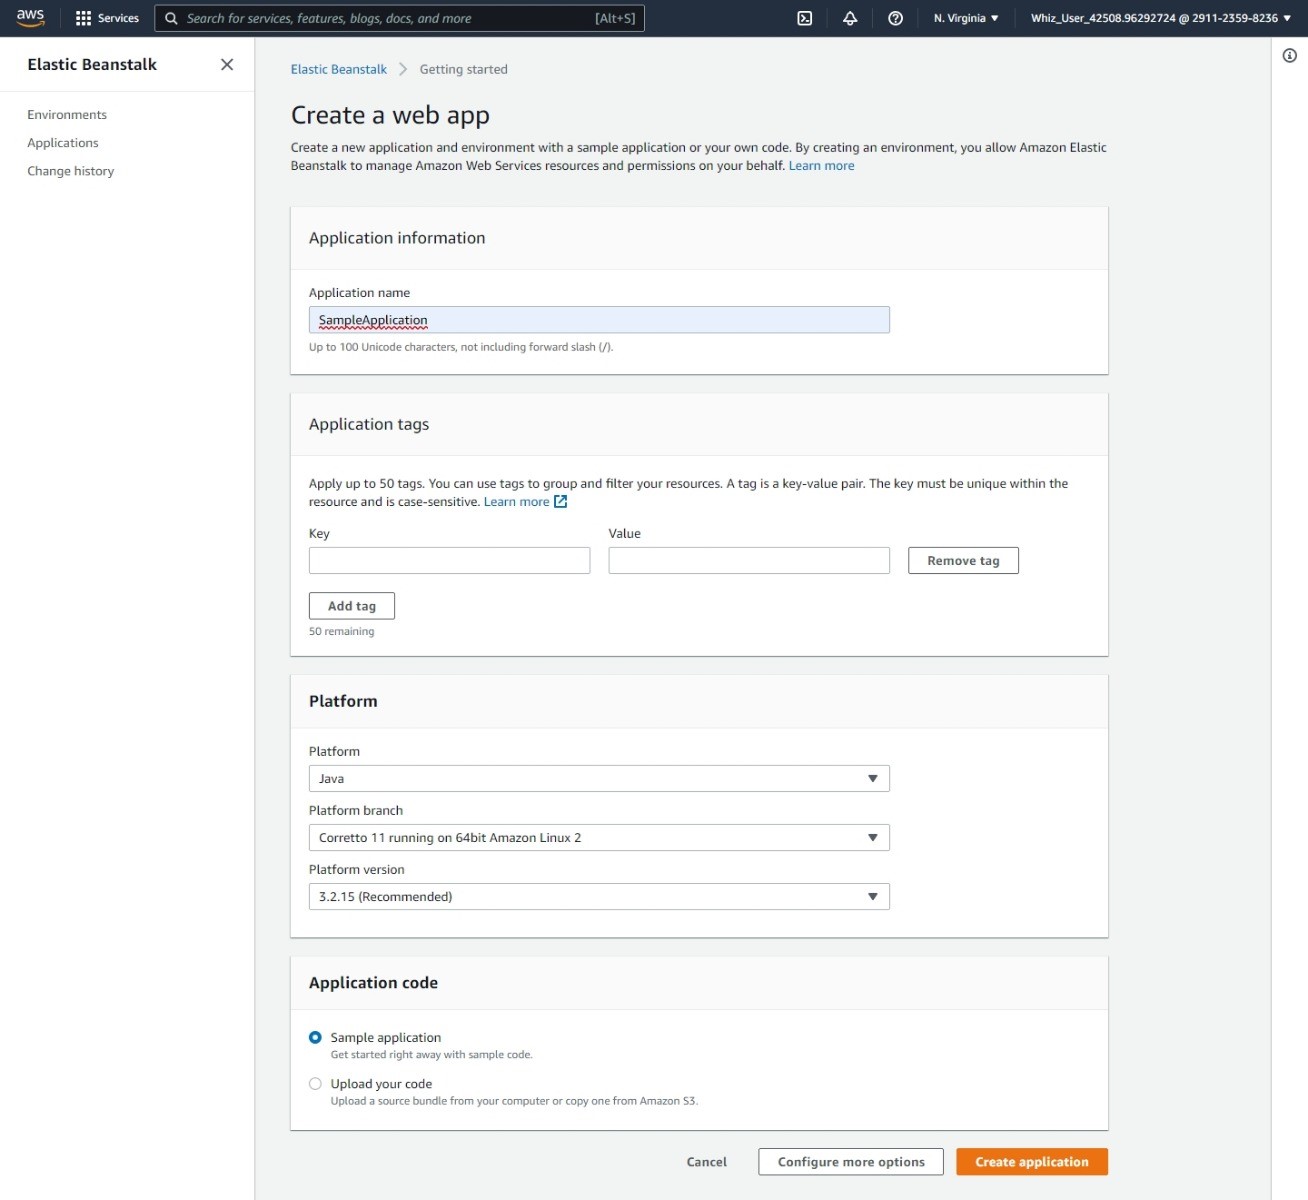 aws
Services
Search for services, features, blogs, docs, and more
[Alt+S]
N. Virginia
Whiz_User_42508.96292724 @ 2911-2359-8236
Elastic Beanstalk
Environments
Applications
Change history
Elastic Beanstalk
Getting started
Create a web app
Create a new application and environment with a sample application or your own code. By creating an environment, you allow Amazon Elastic
Beanstalk to manage Amazon Web Services resources and permissions on your behalf. Learn more
Application information
Application name
SampleApplication
Up to 100 Unicode characters, not including forward slash (/).
Application tags
Apply up to 50 tags. You can use tags to group and filter your resources. A tag is a key-value pair. The key must be unique within the
resource and is case-sensitive. Learn more
Key
Value
Remove tag
Add tag
50 remaining
Platform
Platform
Java
Platform branch
Corretto 11 running on 64bit Amazon Linux 2
Platform version
3.2.15 (Recommended)
Application code
Sample application
Get started right away with sample code.
Upload your code
Upload a source bundle from your computer or copy one from Amazon S3.
Cancel
Configure more options
Create application